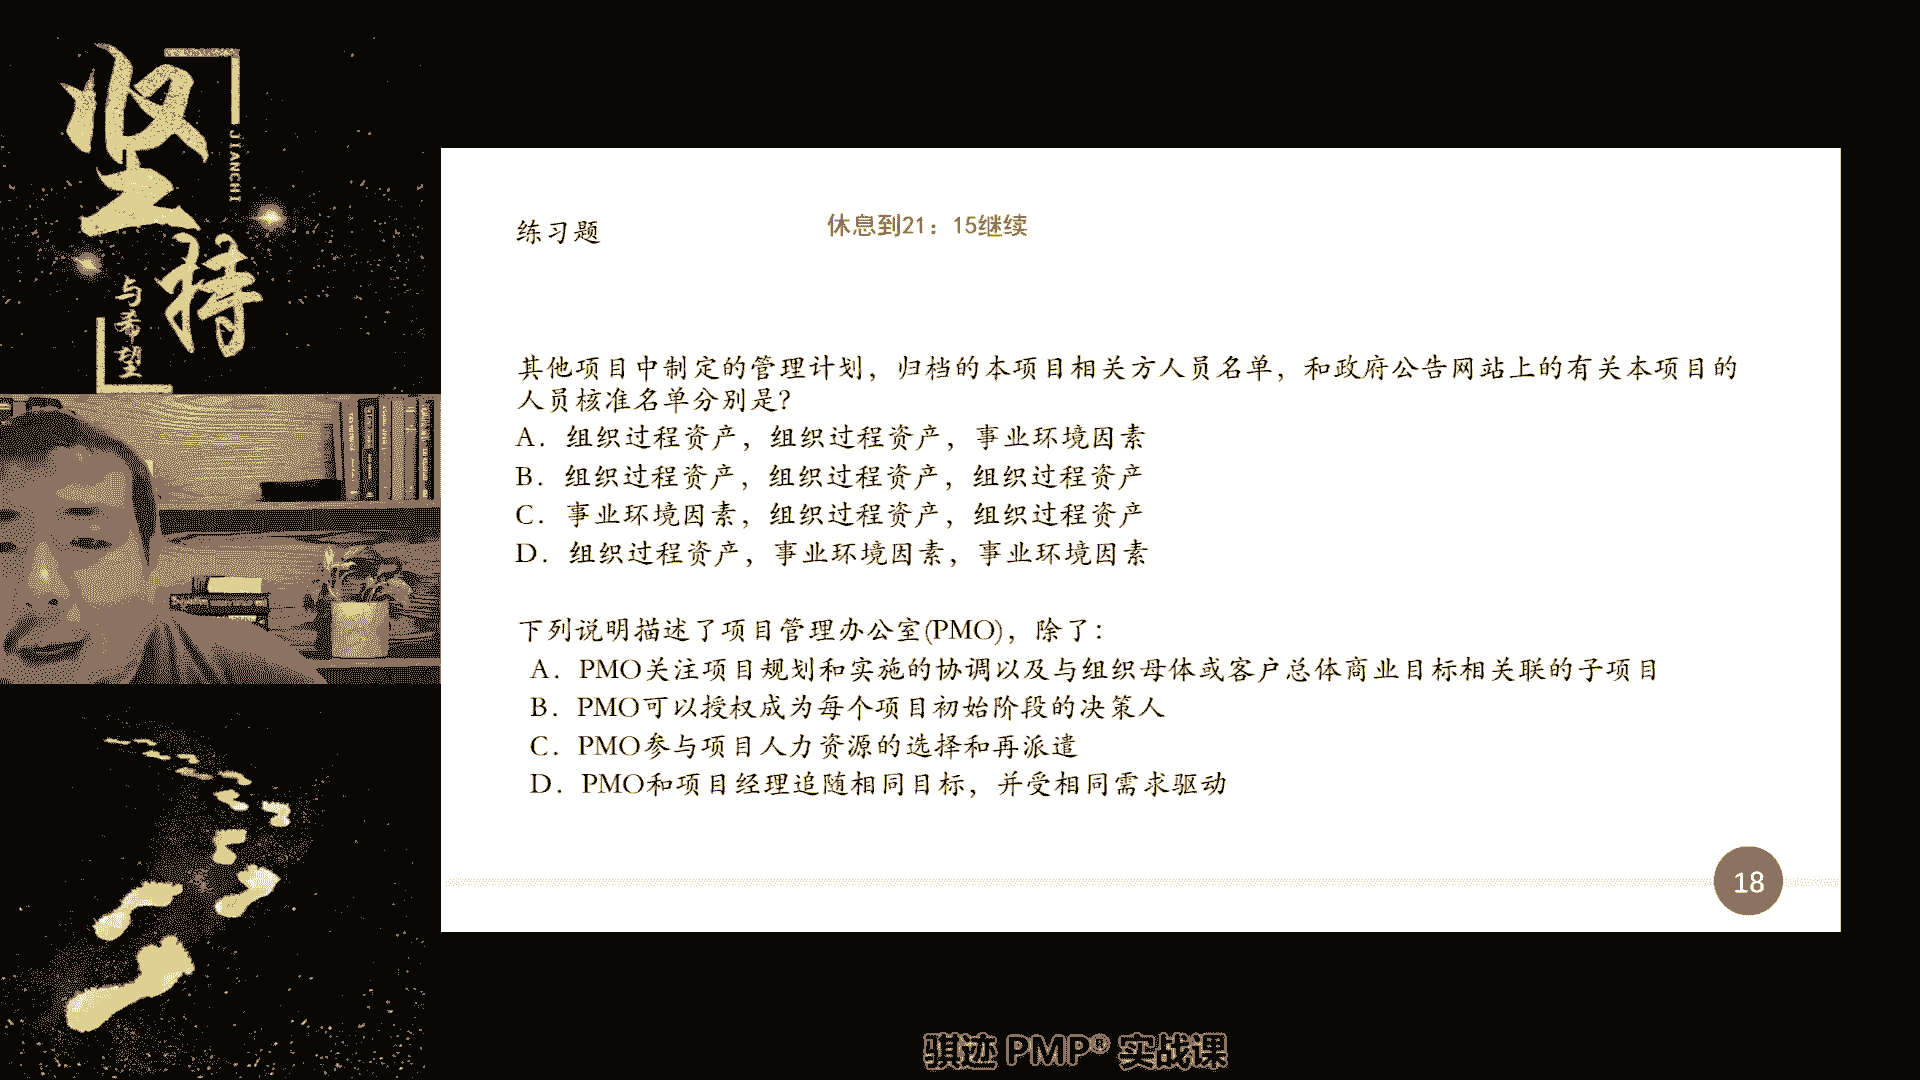 坚持
JIANCHI
与希望
练习题
休息到21：15继续
其他项目中制定的管理计划，归档的本项目相关方人员名单，和政府公告网站上的有关本项目的
人员核准名单分别是?
A．组织过程资产，组织过程资产，事业环境因素
B．组织过程资产，组织过程资产，组织过程资产
C．事业环境因素，组织过程资产，组织过程资产
D．组织过程资产，事业环境因素，事业环境因素
下列说明描述了项目管理办公室(PMO)，除了：
A．PMO关注项目规划和实施的协调以及与组织母体或客户总体商业目标相关联的子项目
B．PMO可以授权成为每个项目初始阶段的决策人
C．PMO参与项目人力资源的选择和再派遣
D．PMO和项目经理追随相同目标，并受相同需求驱动
18
骐迹 PMP® 实战课